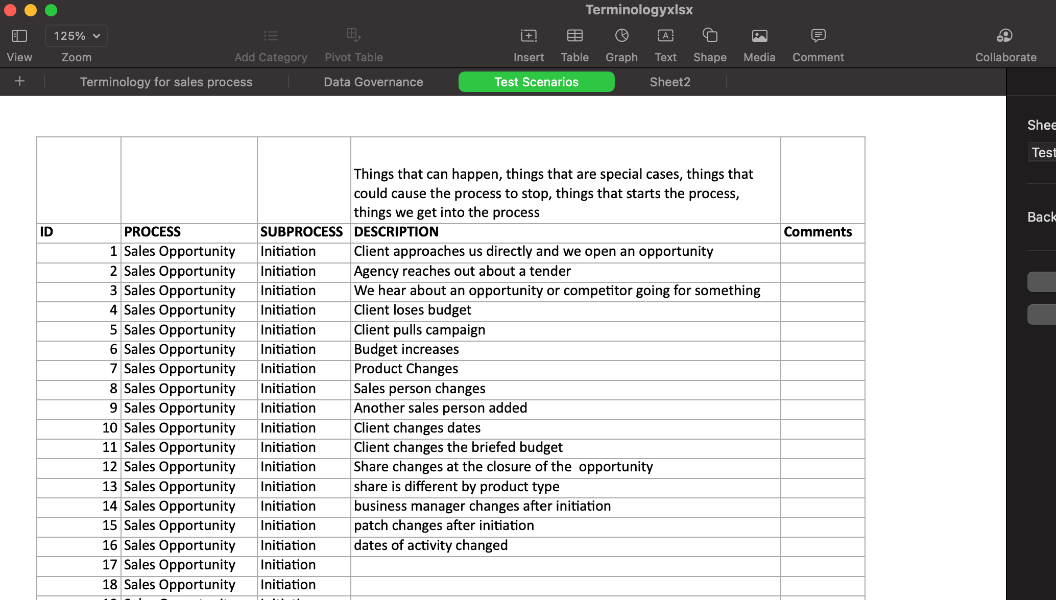 Terminologyxlsx
125%
View Zoom Add Category Pivot Table Insert Table Graph Text Shape Media Comment Collaborate
+ Terminology for sales process Data Governance Test Scenarios Sheet2
Shee
Test
Back
Things that can happen, things that are special cases, things that
could cause the process to stop, things that starts the process,
things we get into the process
ID PROCESS SUBPROCESS DESCRIPTION Comments
1 Sales Opportunity Initiation Client approaches us directly and we open an opportunity
2 Sales Opportunity Initiation Agency reaches out about a tender
3 Sales Opportunity Initiation We hear about an opportunity or competitor going for something
4 Sales Opportunity Initiation Client loses budget
5 Sales Opportunity Initiation Client pulls campaign
6 Sales Opportunity Initiation Budget increases
7 Sales Opportunity Initiation Product Changes
8 Sales Opportunity Initiation Sales person changes
9 Sales Opportunity Initiation Another sales person added
10 Sales Opportunity Initiation Client changes dates
11 Sales Opportunity Initiation Client changes the briefed budget
12 Sales Opportunity Initiation Share changes at the closure of the  opportunity
13 Sales Opportunity Initiation share is different by product type
14 Sales Opportunity Initiation business manager changes after initiation
15 Sales Opportunity Initiation patch changes after initiation
16 Sales Opportunity Initiation dates of activity changed
17 Sales Opportunity Initiation
18 Sales Opportunity Initiation